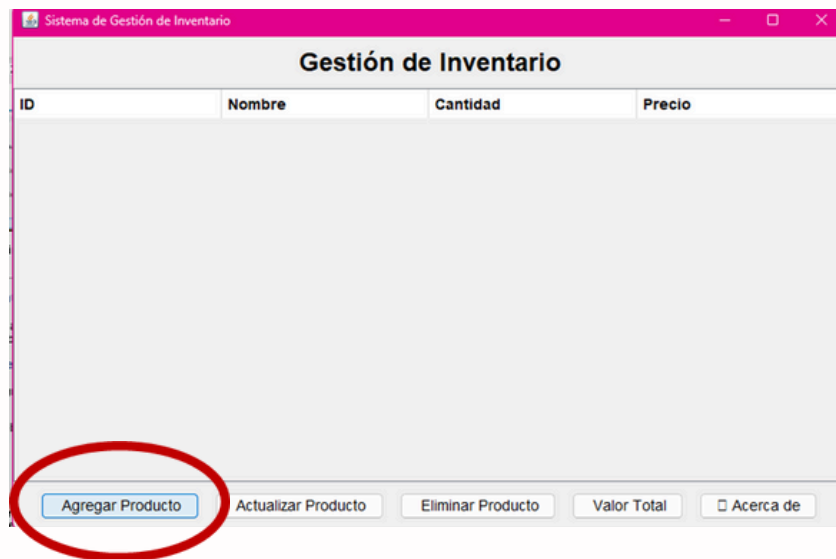 Sistema de Gestión de Inventario
Gestión de Inventario
ID Nombre Cantidad Precio
Agregar Producto Actualizar Producto Eliminar Producto Valor Total Acerca de